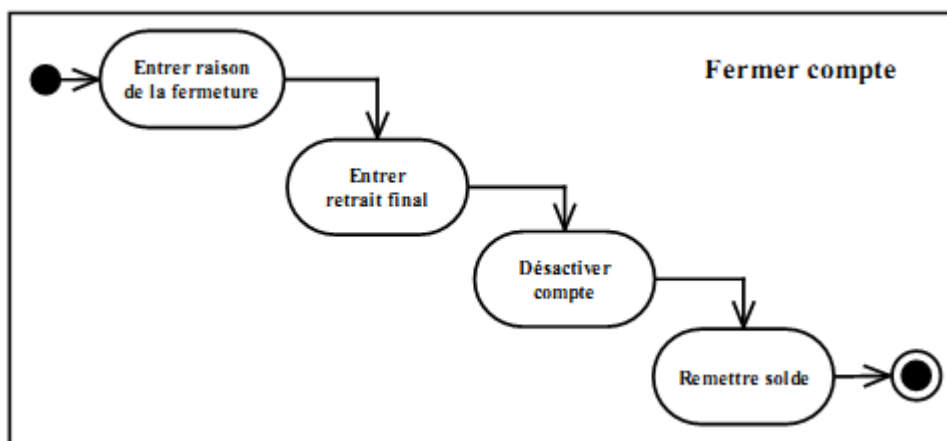 Fermer compte
Entrer raison
de la fermeture
Entrer
retrait final
Désactiver
compte
Remettre solde